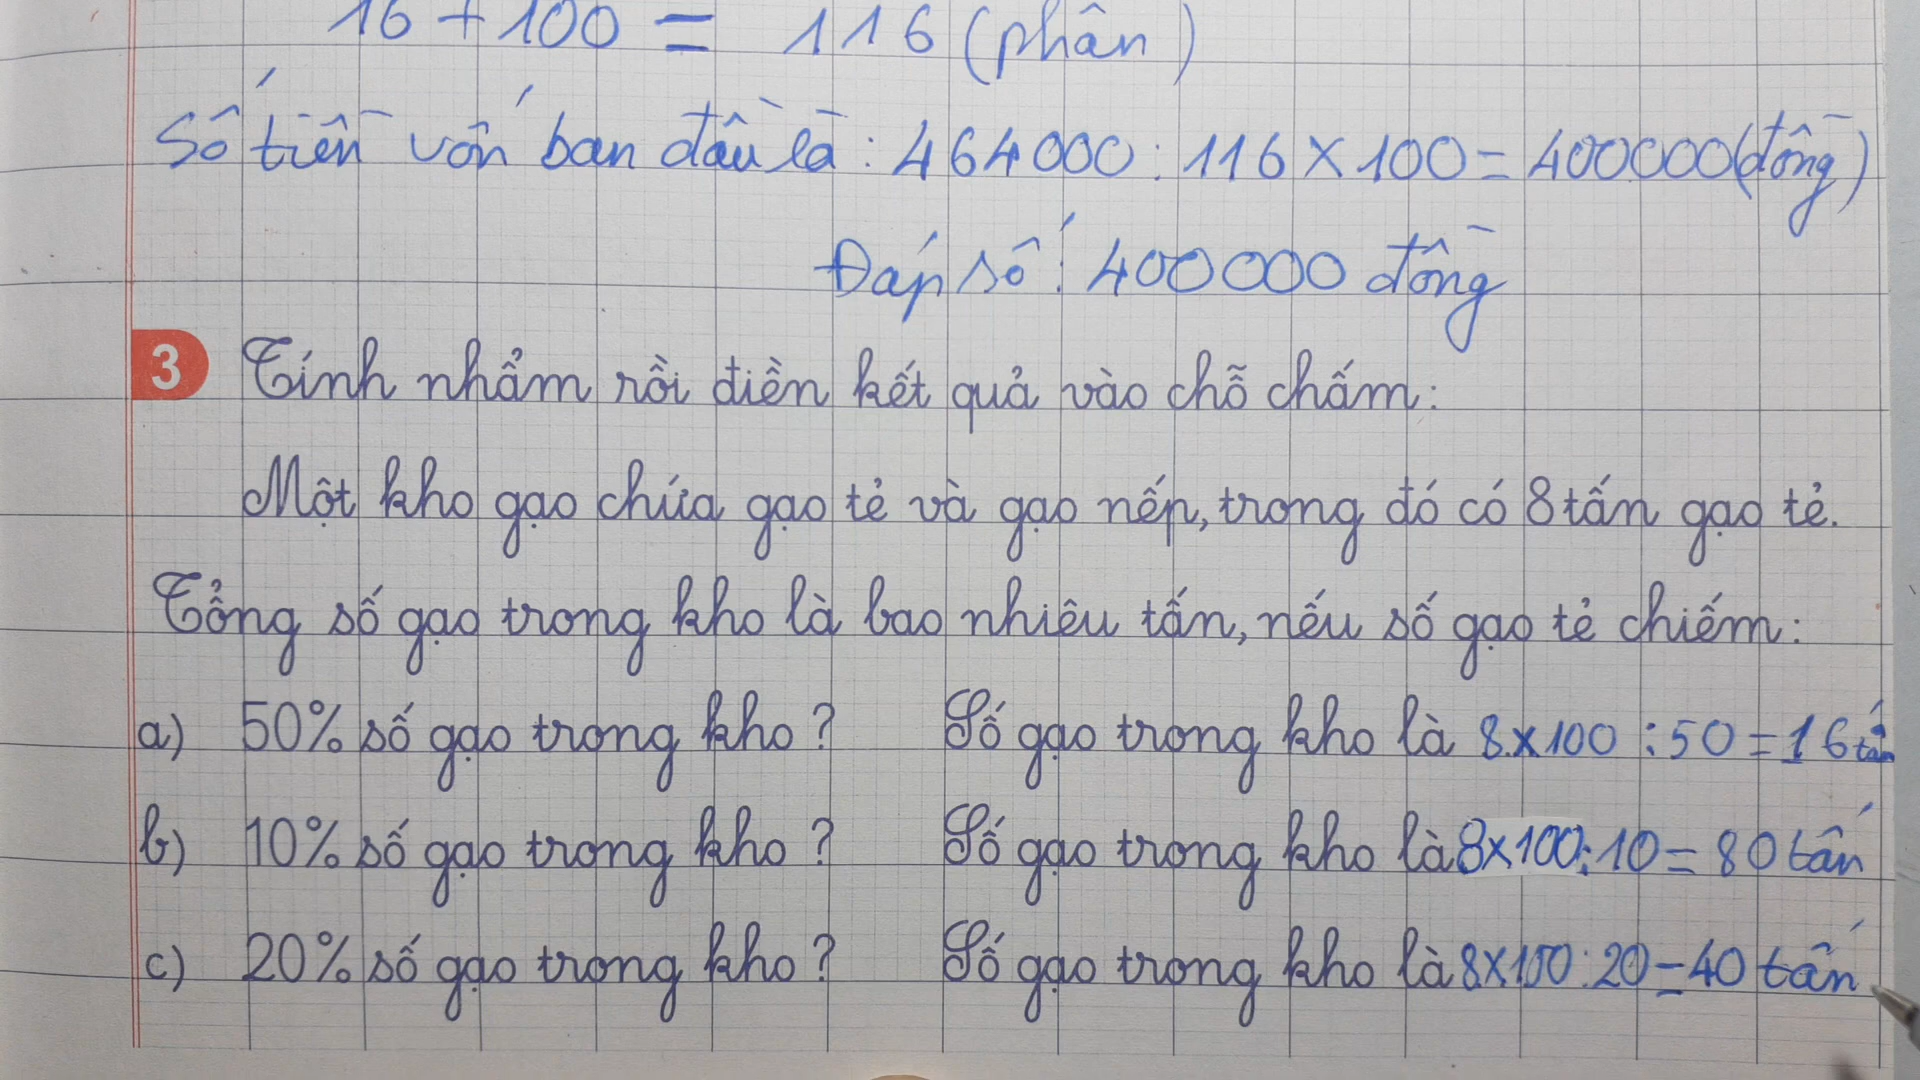 16 + 100 = 116 (phần)
Số tiền vốn ban đầu là : 464000 : 116 x 100 = 400000 (đồng)
Đáp số : 400000 đồng
3 Tính nhẩm rồi điền kết quả vào chỗ chấm:
Một kho gạo chứa gạo tẻ và gạo nếp, trong đó có 8 tấn gạo tẻ.
Tổng số gạo trong kho là bao nhiêu tấn, nếu số gạo tẻ chiếm:
a) 50% số gạo trong kho ? Số gạo trong kho là 8 x 100 : 50 = 16 tấn
b) 10% số gạo trong kho ? Số gạo trong kho là 8 x 100 : 10 = 80 tấn
c) 20% số gạo trong kho ? Số gạo trong kho là 8 x 100 : 20 = 40 tấn